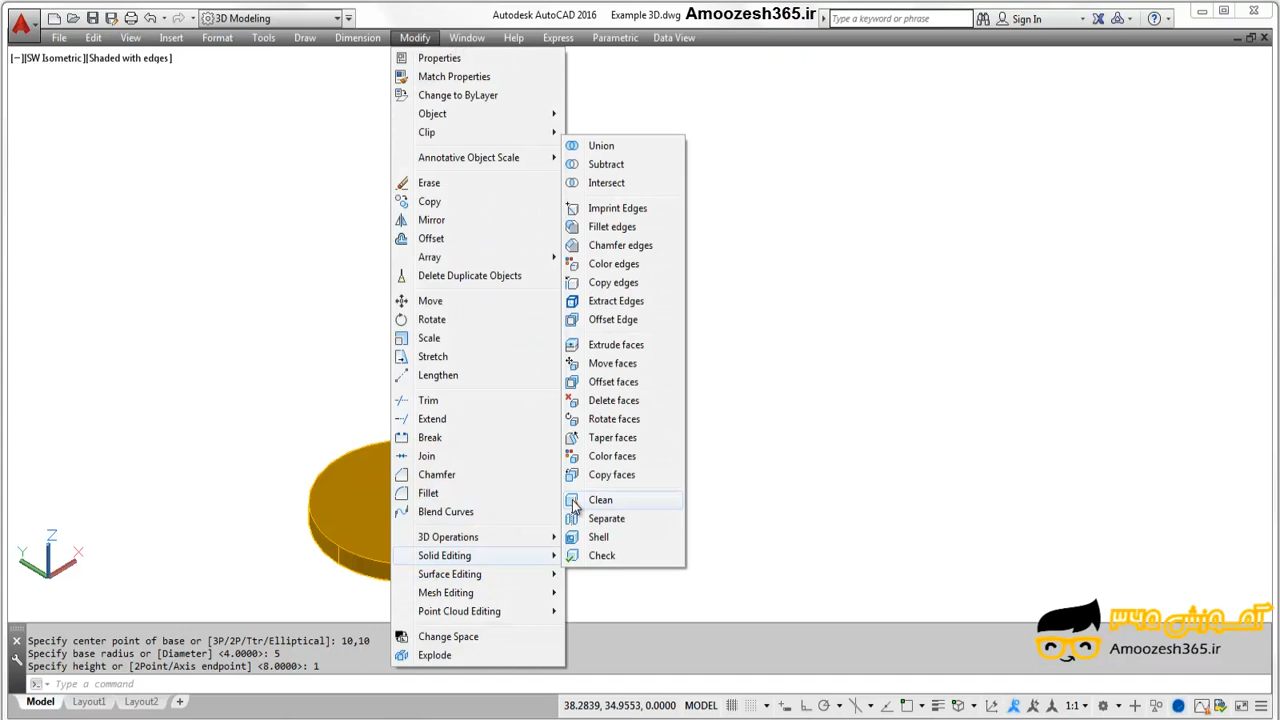 3D Modeling
Autodesk AutoCAD 2016 Example 3D.dwg Amoozesh365.ir
Type a keyword or phrase
Sign In
File Edit View Insert Format Tools Draw Dimension Modify Window Help Express Parametric Data View
[−][SW Isometric][Shaded with edges]
Properties
Match Properties
Change to ByLayer
Object
Clip
Annotative Object Scale
Erase
Copy
Mirror
Offset
Array
Delete Duplicate Objects
Move
Rotate
Scale
Stretch
Lengthen
Trim
Extend
Break
Join
Chamfer
Fillet
Blend Curves
3D Operations
Solid Editing
Surface Editing
Mesh Editing
Point Cloud Editing
Change Space
Explode
Union
Subtract
Intersect
Imprint Edges
Fillet edges
Chamfer edges
Color edges
Copy edges
Extract Edges
Offset Edge
Extrude faces
Move faces
Offset faces
Delete faces
Rotate faces
Taper faces
Color faces
Copy faces
Clean
Separate
Shell
Check
Z
Y X
آموزش ۳۶۵
Amoozesh365.ir
Specify center point of base or [3P/2P/Ttr/Elliptical]: 10,10
Specify base radius or [Diameter] <4.0000>: 5
Specify height or [2Point/Axis endpoint] <8.0000>: 1
Type a command
Model Layout1 Layout2 +
38.2839, 34.9553, 0.0000 MODEL 1:1